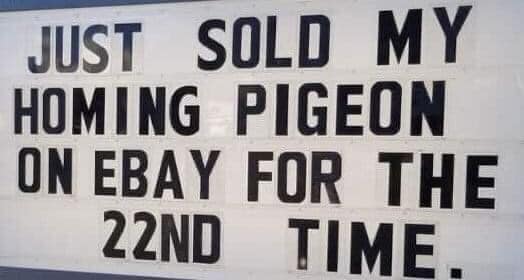 JUST SOLD MY
HOMING PIGEON
ON EBAY FOR THE
22ND TIME.